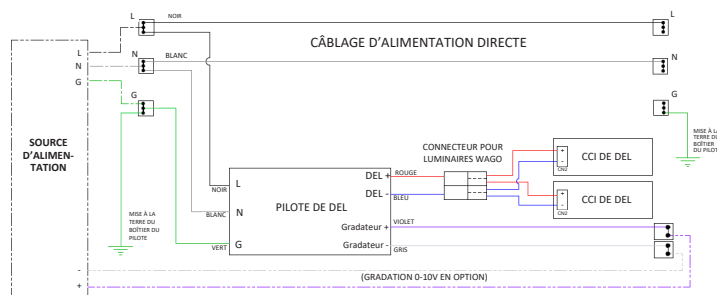 L
NOIR
L
CÂBLAGE D'ALIMENTATION DIRECTE
L
N
BLANC
N
N
G
G
G
SOURCE
D'ALIMEN-
TATION
MISE À LA
TERRE DU
BOÎTIER
DU PILOTE
CONNECTEUR POUR
LUMINAIRES WAGO
+
-
CN2
CCI DE DEL
DEL +
ROUGE
L
NOIR
DEL -
BLEU
+
-
CN2
CCI DE DEL
PILOTE DE DEL
MISE À LA
TERRE DU
BOÎTIER DU
PILOTE
BLANC
N
Gradateur +
VIOLET
VERT
G
Gradateur -
GRIS
-
(GRADATION 0-10V EN OPTION)
+